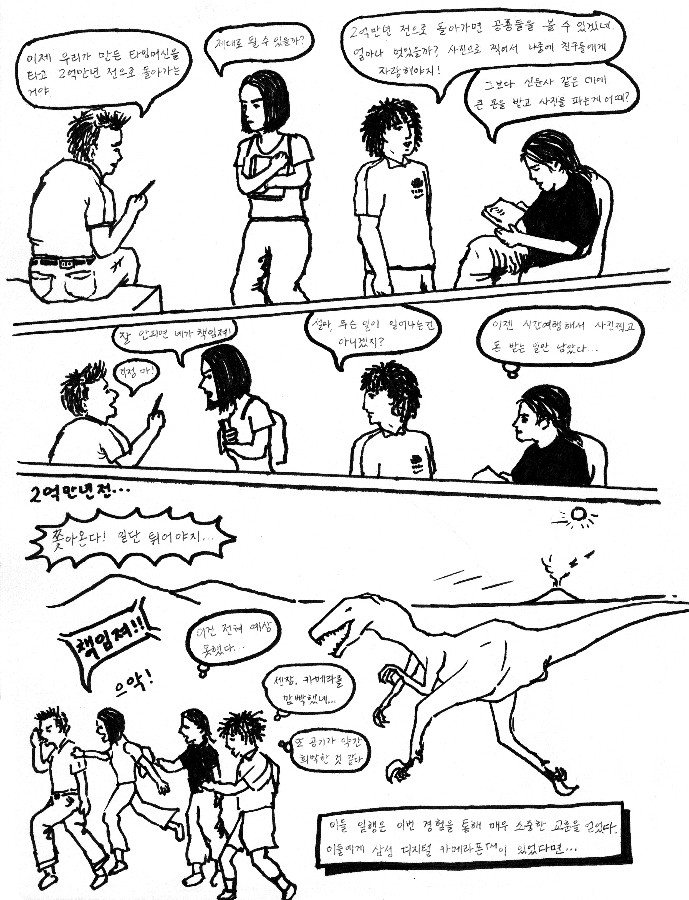 이제 우리가 만든 타임머신을
타고 2억만년 전으로 돌아가는
거야
제대로 될 수 있을까?
2억만년 전으로 돌아가면 공룡들을 볼 수 있겠네.
얼마나 멋있을까? 사진으로 찍어서 나중에 친구들에게
자랑해야지!
그보다 신문사 같은 데에
큰 돈을 받고 사진을 파는게 어때?
잘 안되면 네가 책임져!
걱정 마!
설마, 무슨 일이 일어나는건
아니겠지?
이젠 시간여행해서 사진찍고
돈 받는 일만 남았다...
2억만년전...
쫓아온다! 일단 튀어야지...
책임져!!
으악!
이건 전혀 예상
못했다...
젠장, 카메라를
깜빡했네...
또 공기가 약간
희박한 것 같다
이들 일행은 이번 경험을 통해 매우 소중한 교훈을 얻었다.
이들에게 삼성 디지털 카메라폰™이 있었다면...